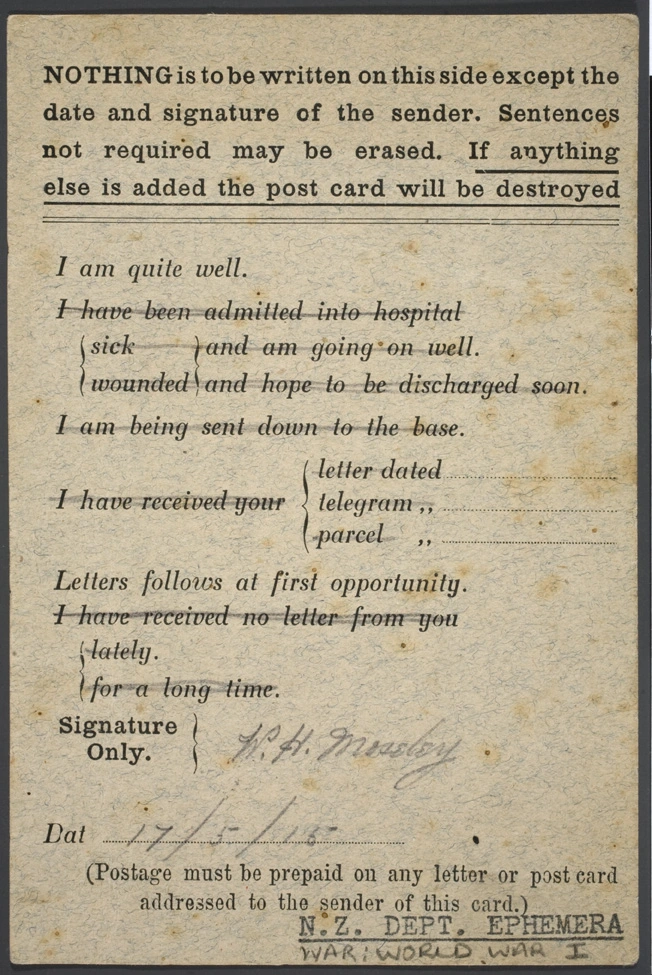 NOTHING is to be written on this side except the
date and signature of the sender. Sentences
not required may be erased. If anything
else is added the post card will be destroyed
I am quite well.
I have been admitted into hospital
sick and am going on well.
wounded and hope to be discharged soon.
I am being sent down to the base.
letter dated
I have received your telegram „
parcel „
Letters follows at first opportunity.
I have received no letter from you
lately.
for a long time.
Signature
Only.
W. H. Moseley
Dat 17/5/15
(Postage must be prepaid on any letter or post card
addressed to the sender of this card.)
N.Z. DEPT. EPHEMERA
WAR: WORLD WAR I